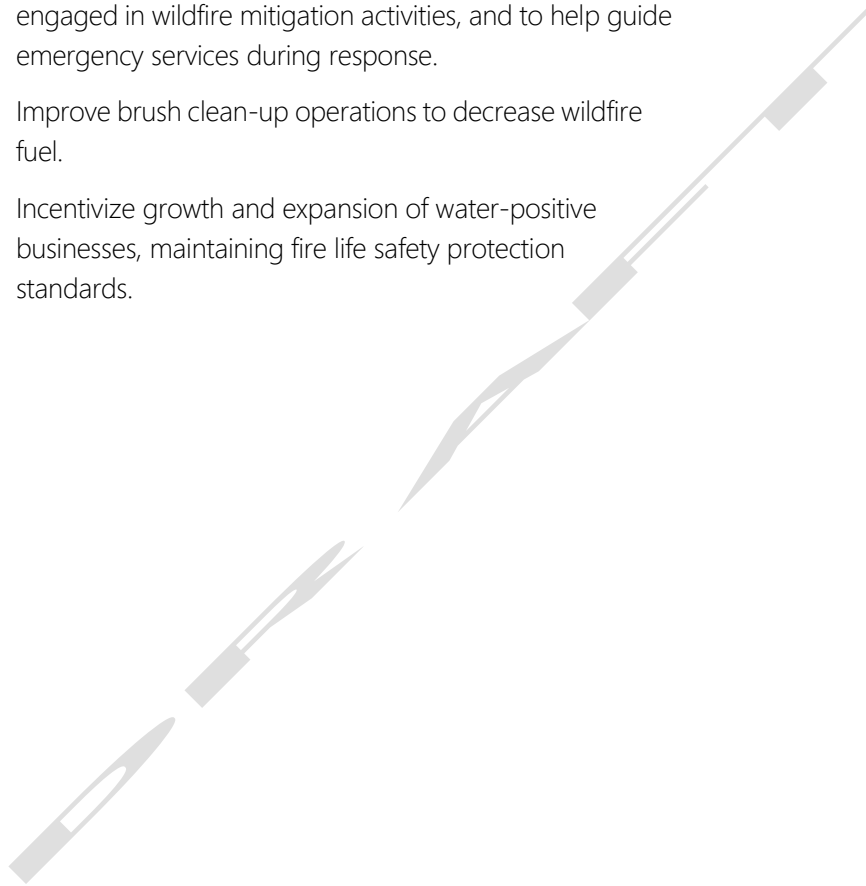 engaged in wildfire mitigation activities, and to help guide
emergency services during response.
Improve brush clean-up operations to decrease wildfire
fuel.
Incentivize growth and expansion of water-positive
businesses, maintaining fire life safety protection
standards.